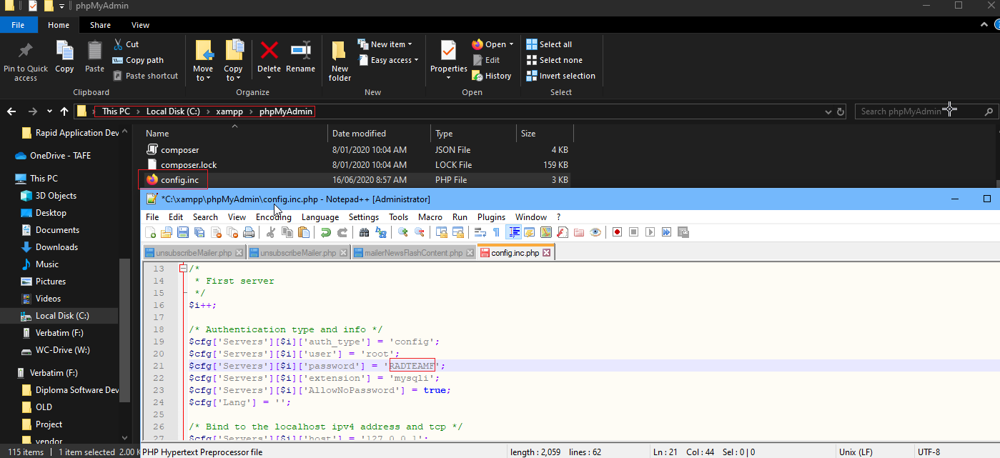 phpMyAdmin
File Home Share View
Pin to Quick access
Copy
Paste
Cut
Copy path
Paste shortcut
Clipboard
Move to
Copy to
Delete
Rename
Organize
New folder
New item
Easy access
New
Properties
Open
Edit
History
Open
Select all
Select none
Invert selection
Select
This PC > Local Disk (C:) > xampp > phpMyAdmin
Search phpMyAdmin
Rapid Application Dev
OneDrive - TAFE
This PC
3D Objects
Desktop
Documents
Downloads
Music
Pictures
Videos
Local Disk (C:)
Verbatim (F:)
WC-Drive (W:)
Verbatim (F:)
Diploma Software Dev
OLD
Project
vendor
115 items 1 item selected 2.00 K
Name Date modified Type Size
composer 8/01/2020 10:04 AM JSON File 4 KB
composer.lock 8/01/2020 10:04 AM LOCK File 159 KB
config.inc 16/06/2020 8:57 AM PHP File 3 KB
*C:\xampp\phpMyAdmin\config.inc.php - Notepad++ [Administrator]
File Edit Search View Encoding Language Settings Tools Macro Run Plugins Window ?
unsubscribeMailer.php unsubscribeMailer.php mailerNewsFlashContent.php config.inc.php
13 /*
14 * First server
15 */
16 $i++;
17
18 /* Authentication type and info */
19 $cfg['Servers'][$i]['auth_type'] = 'config';
20 $cfg['Servers'][$i]['user'] = 'root';
21 $cfg['Servers'][$i]['password'] = 'RADTEAMF';
22 $cfg['Servers'][$i]['extension'] = 'mysqli';
23 $cfg['Servers'][$i]['AllowNoPassword'] = true;
24 $cfg['Lang'] = '';
25
26 /* Bind to the localhost ipv4 address and tcp */
27 $cfg['Servers'][$i]['host'] = '127.0.0.1';
PHP Hypertext Preprocessor file length : 2,059 lines : 62 Ln : 21 Col : 44 Sel : 0 | 0 Unix (LF) UTF-8